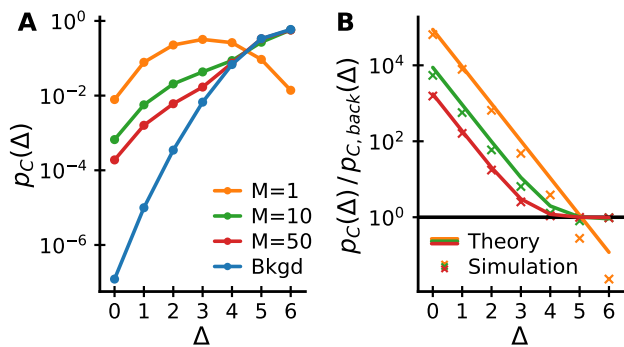 A
10^0
10^{-2}
10^{-4}
10^{-6}
p_C(Δ)
0 1 2 3 4 5 6
Δ
M=1
M=10
M=50
Bkgd
B
10^4
10^2
10^0
p_C(Δ) / p_{C, back}(Δ)
0 1 2 3 4 5 6
Δ
Theory
Simulation